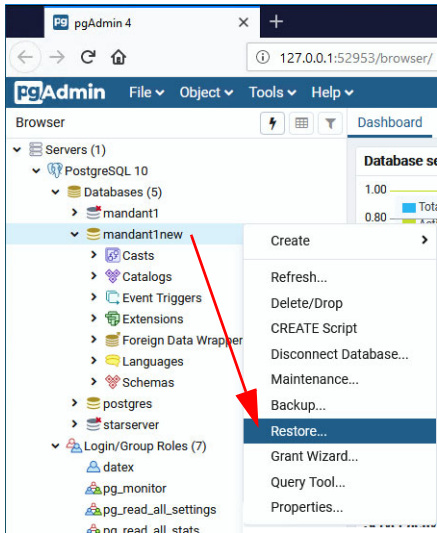 pgAdmin 4
127.0.0.1:52953/browser/
pgAdmin File Object Tools Help
Browser
Dashboard
Servers (1)
Database se
PostgreSQL 10
1.00
Databases (5)
Tota
mandant1
0.80
mandant1new
Create
Casts
Catalogs
Refresh...
Event Triggers
Delete/Drop
Extensions
CREATE Script
Foreign Data Wrapper
Disconnect Database...
Languages
Maintenance...
Schemas
Backup...
postgres
Restore...
starserver
Grant Wizard...
Login/Group Roles (7)
Query Tool...
datex
Properties...
pg_monitor
pg_read_all_settings
pg_read_all_stats